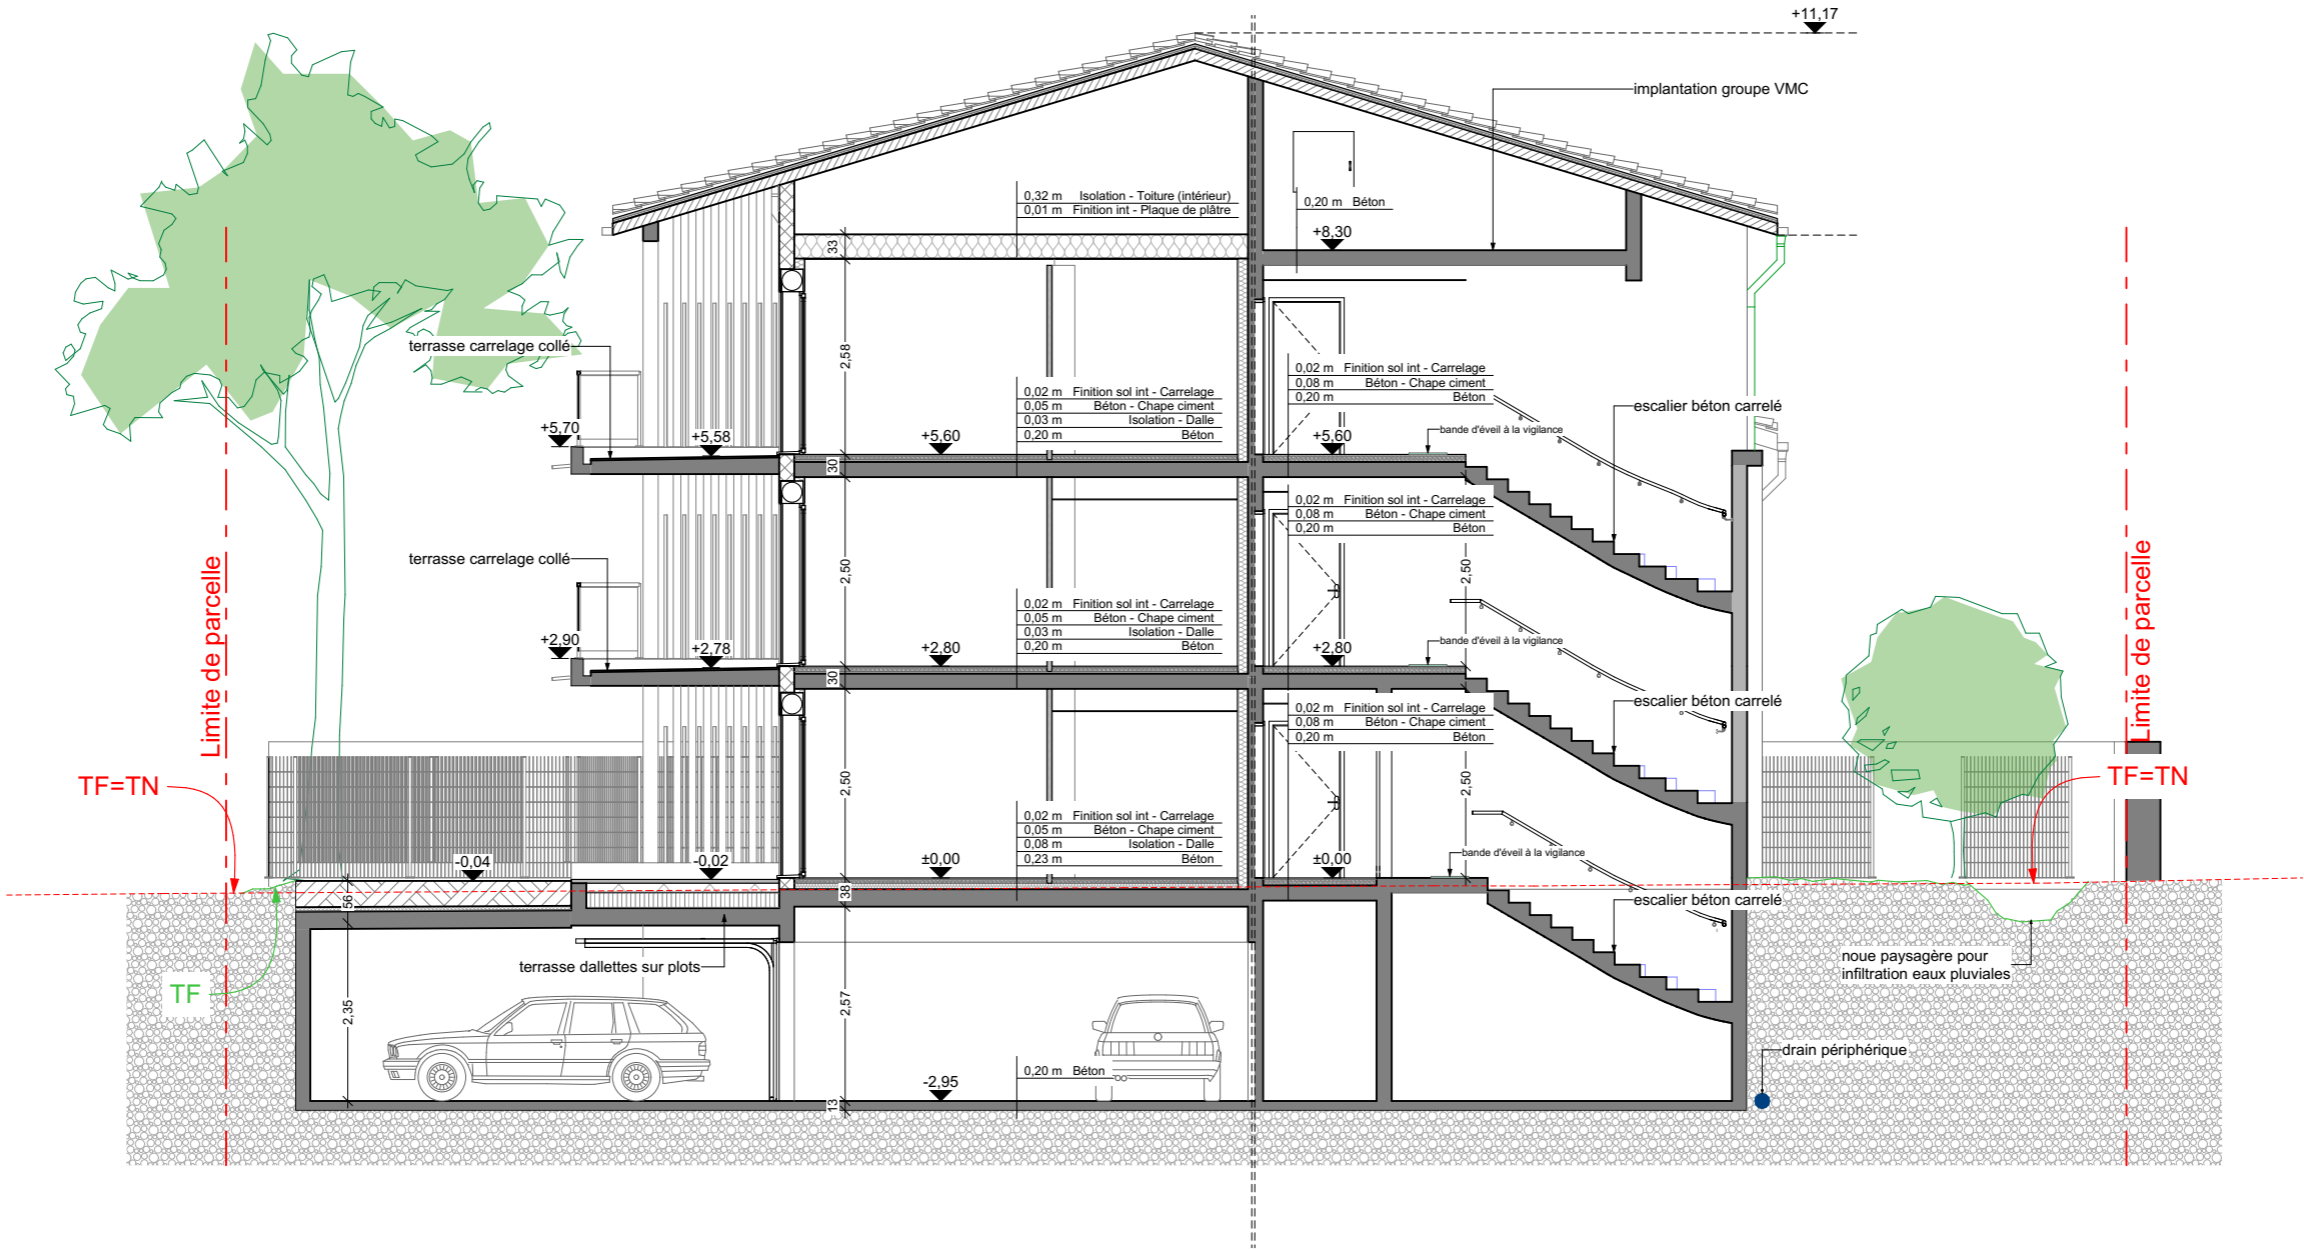 +11,17
implantation groupe VMC
0,32 m Isolation - Toiture (intérieur)
0,01 m Finition int - Plaque de plâtre
0,20 m Béton
+8,30
33
terrasse carrelage collé
2,58
0,02 m Finition sol int - Carrelage
0,05 m Béton - Chape ciment
0,03 m Isolation - Dalle
0,20 m Béton
0,02 m Finition sol int - Carrelage
0,08 m Béton - Chape ciment
0,20 m Béton
escalier béton carrelé
bande d'éveil à la vigilance
+5,70
+5,58
+5,60
+5,60
30
0,02 m Finition sol int - Carrelage
0,08 m Béton - Chape ciment
0,20 m Béton
terrasse carrelage collé
2,50
2,50
0,02 m Finition sol int - Carrelage
0,05 m Béton - Chape ciment
0,03 m Isolation - Dalle
0,20 m Béton
bande d'éveil à la vigilance
+2,90
+2,78
+2,80
+2,80
30
Limite de parcelle
Limite de parcelle
escalier béton carrelé
0,02 m Finition sol int - Carrelage
0,08 m Béton - Chape ciment
0,20 m Béton
TF=TN
TF=TN
2,50
2,50
0,02 m Finition sol int - Carrelage
0,05 m Béton - Chape ciment
0,08 m Isolation - Dalle
0,23 m Béton
bande d'éveil à la vigilance
-0,04
-0,02
±0,00
±0,00
56
38
escalier béton carrelé
terrasse dallettes sur plots
noue paysagère pour
infiltration eaux pluviales
TF
2,35
2,57
drain périphérique
0,20 m Béton
-2,95
13